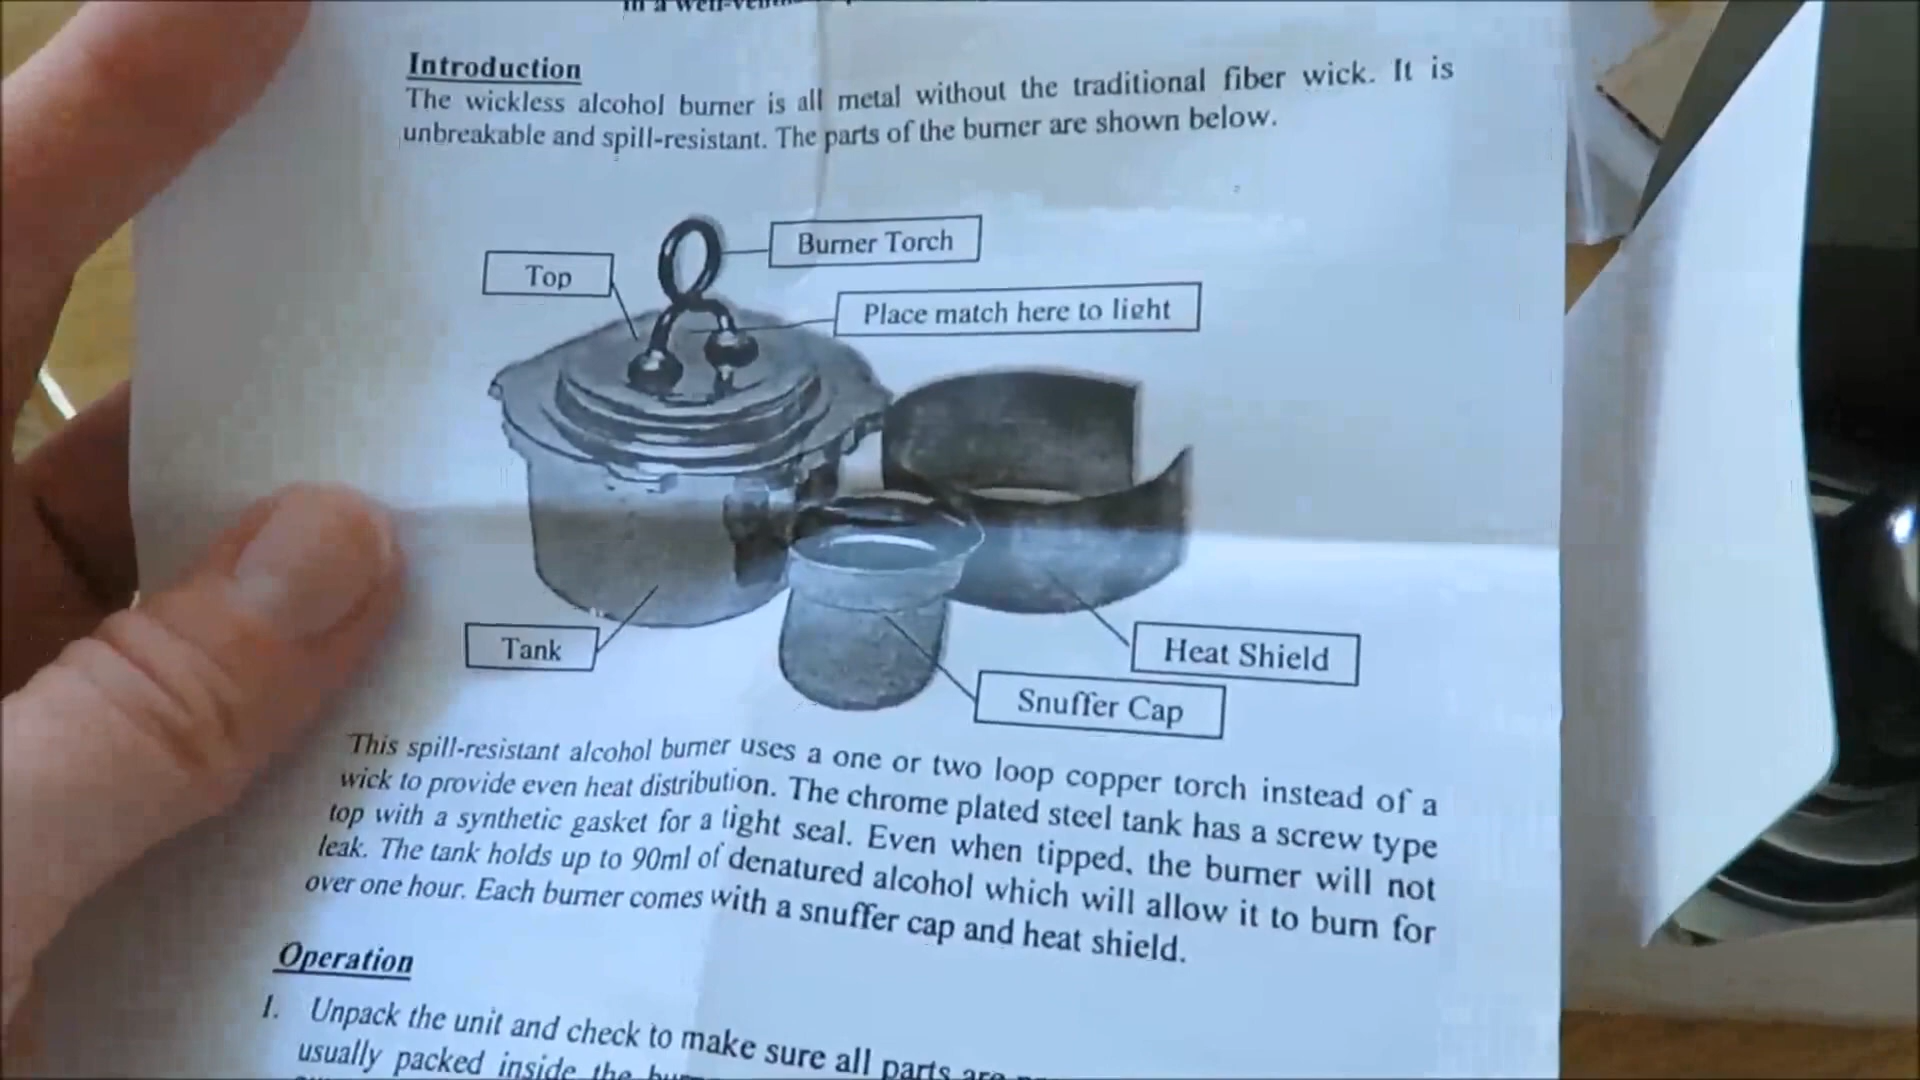 in a well-
Introduction
The wickless alcohol burner is all metal without the traditional fiber wick. It is
unbreakable and spill-resistant. The parts of the burner are shown below.
Burner Torch
Top
Place match here to light
Tank
Heat Shield
Snuffer Cap
This spill-resistant alcohol burner uses a one or two loop copper torch instead of a
wick to provide even heat distribution. The chrome plated steel tank has a screw type
top with a synthetic gasket for a tight seal. Even when tipped, the burner will not
leak. The tank holds up to 90ml of denatured alcohol which will allow it to burn for
over one hour. Each burner comes with a snuffer cap and heat shield.
Operation
1. Unpack the unit and check to make sure all parts are
usually packed inside the